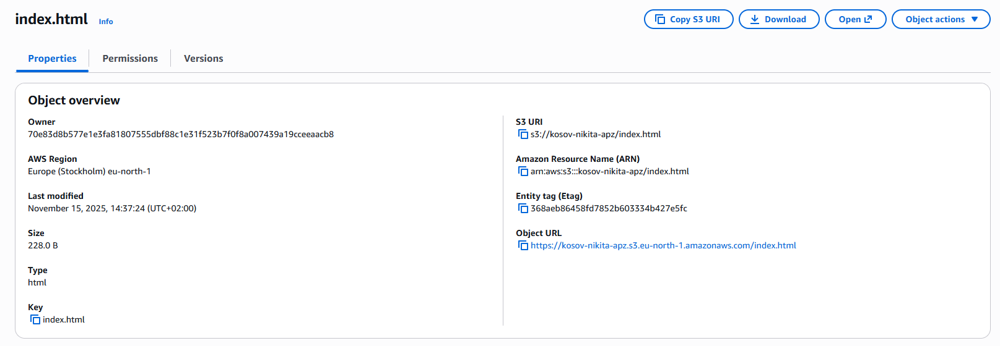 index.html Info
Copy S3 URI
Download
Open
Object actions
Properties
Permissions
Versions
Object overview
Owner
70e83d8b577e1e3fa81807555dbf88c1e31f523b7f0f8a007439a19cceeaacb8
AWS Region
Europe (Stockholm) eu-north-1
Last modified
November 15, 2025, 14:37:24 (UTC+02:00)
Size
228.0 B
Type
html
Key
index.html
S3 URI
s3://kosov-nikita-apz/index.html
Amazon Resource Name (ARN)
arn:aws:s3:::kosov-nikita-apz/index.html
Entity tag (Etag)
368aeb86458fd7852b603334b427e5fc
Object URL
https://kosov-nikita-apz.s3.eu-north-1.amazonaws.com/index.html